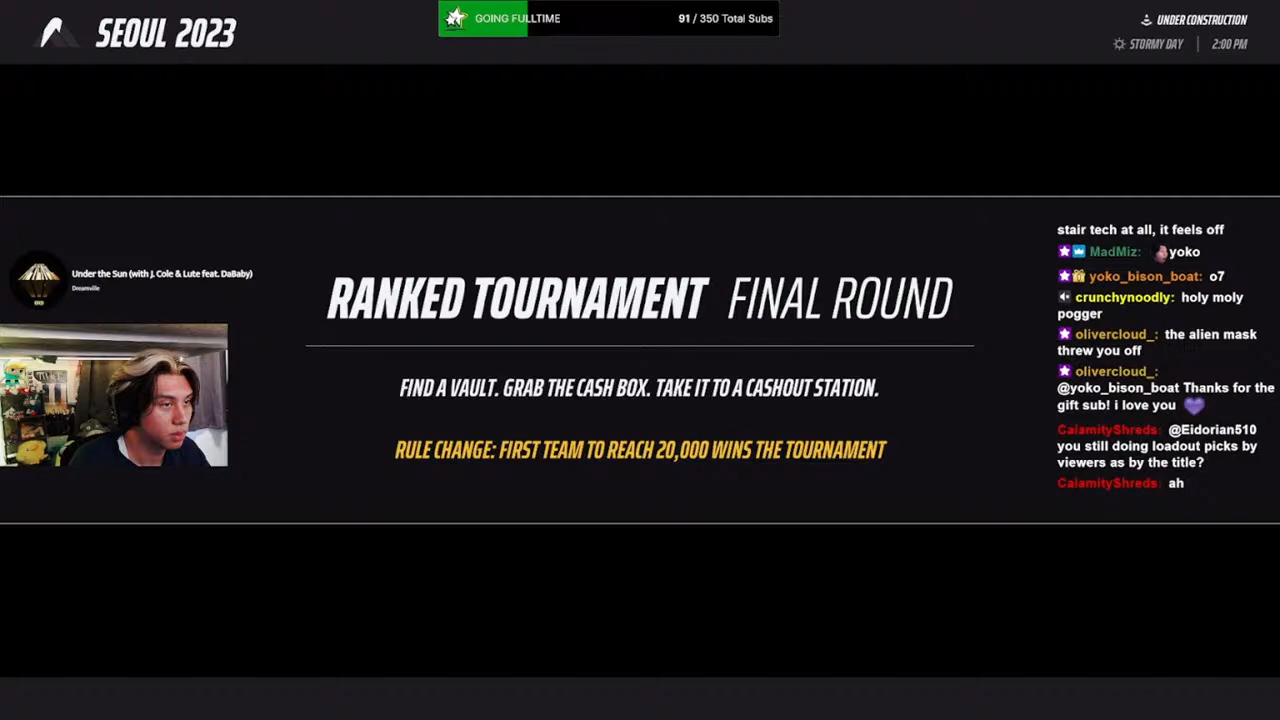 SEOUL 2023
GOING FULLTIME
91 / 350 Total Subs
UNDER CONSTRUCTION
STORMY DAY
2:00 PM
Under the Sun (with J. Cole & Lute feat. DaBaby)
Dreamville
RANKED TOURNAMENT FINAL ROUND
FIND A VAULT. GRAB THE CASH BOX. TAKE IT TO A CASHOUT STATION.
RULE CHANGE: FIRST TEAM TO REACH 20,000 WINS THE TOURNAMENT
stair tech at all, it feels off
MadMiz: yoko
yoko_bison_boat: o7
crunchynoodly: holy moly
pogger
olivercloud_: the alien mask
threw you off
olivercloud_:
@yoko_bison_boat Thanks for the
gift sub! i love you
CalamityShreds: @Eidorian510
you still doing loadout picks by
viewers as by the title?
CalamityShreds: ah